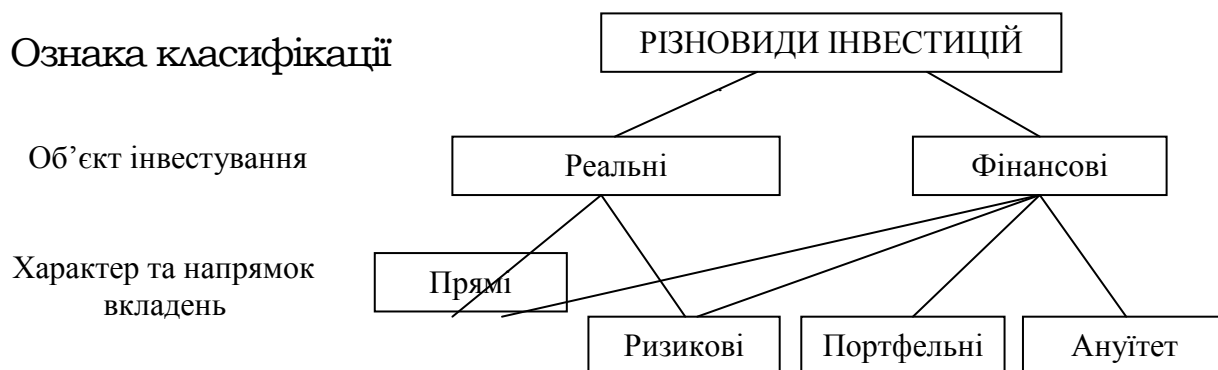 Ознака класифікації
РІЗНОВИДИ ІНВЕСТИЦІЙ
Об’єкт інвестування
Реальні
Фінансові
Характер та напрямок
вкладень
Прямі
Ризикові
Портфельні
Ануїтет